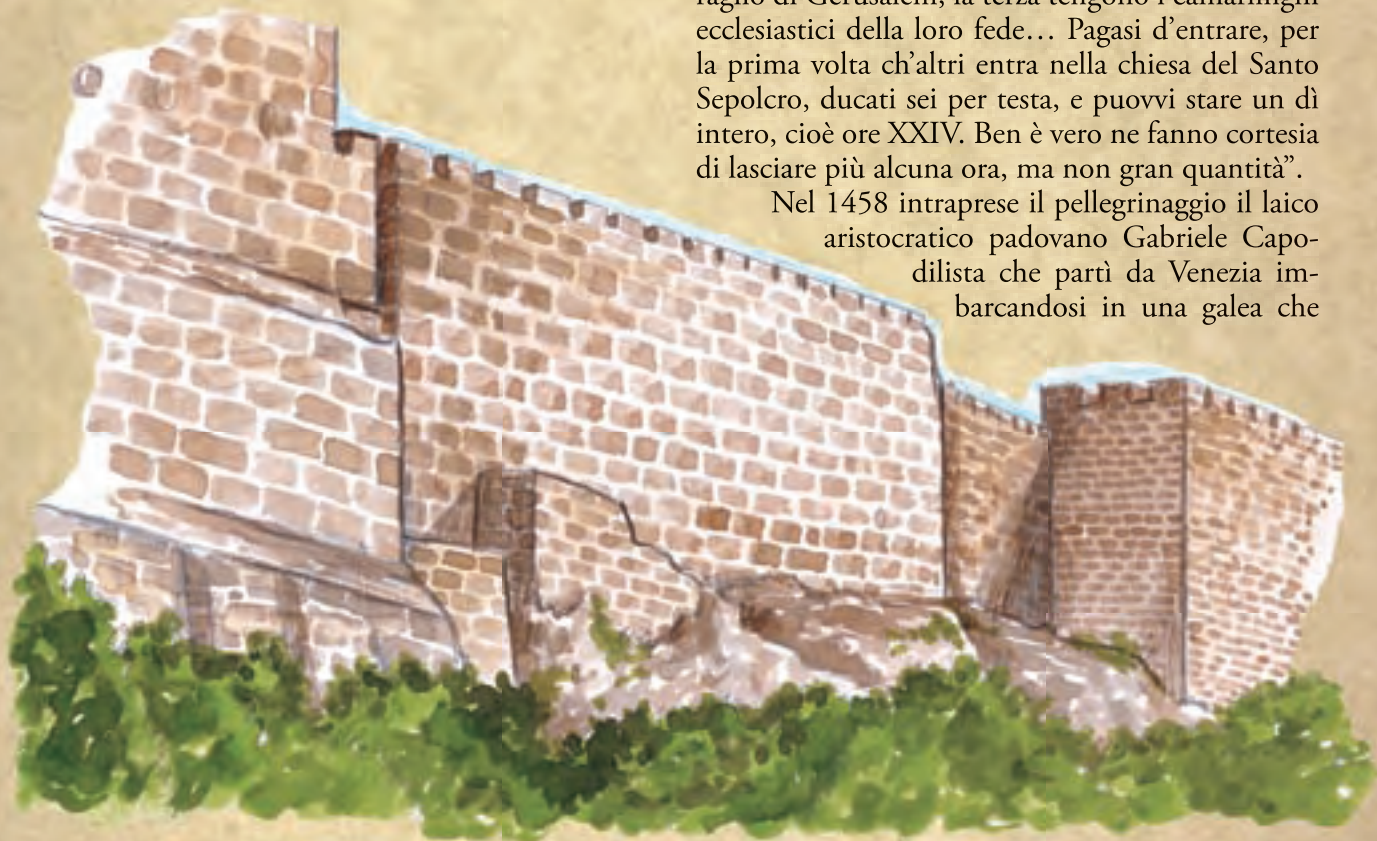 ecclesiastici della loro fede… Pagasi d’entrare, per
la prima volta ch’altri entra nella chiesa del Santo
Sepolcro, ducati sei per testa, e puovvi stare un dì
intero, cioè ore XXIV. Ben è vero ne fanno cortesia
di lasciare più alcuna ora, ma non gran quantità”.
Nel 1458 intraprese il pellegrinaggio il laico
aristocratico padovano Gabriele Capo-
dilista che partì da Venezia im-
barcandosi in una galea che